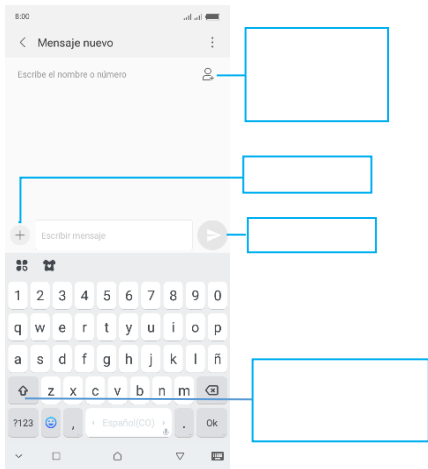 8:00
Mensaje nuevo
Escribe el nombre o número
Escribir mensaje
1 2 3 4 5 6 7 8 9 0
q w e r t y u i o p
a s d f g h j k l ñ
z x c v b n m
?123 , Español(CO) . Ok